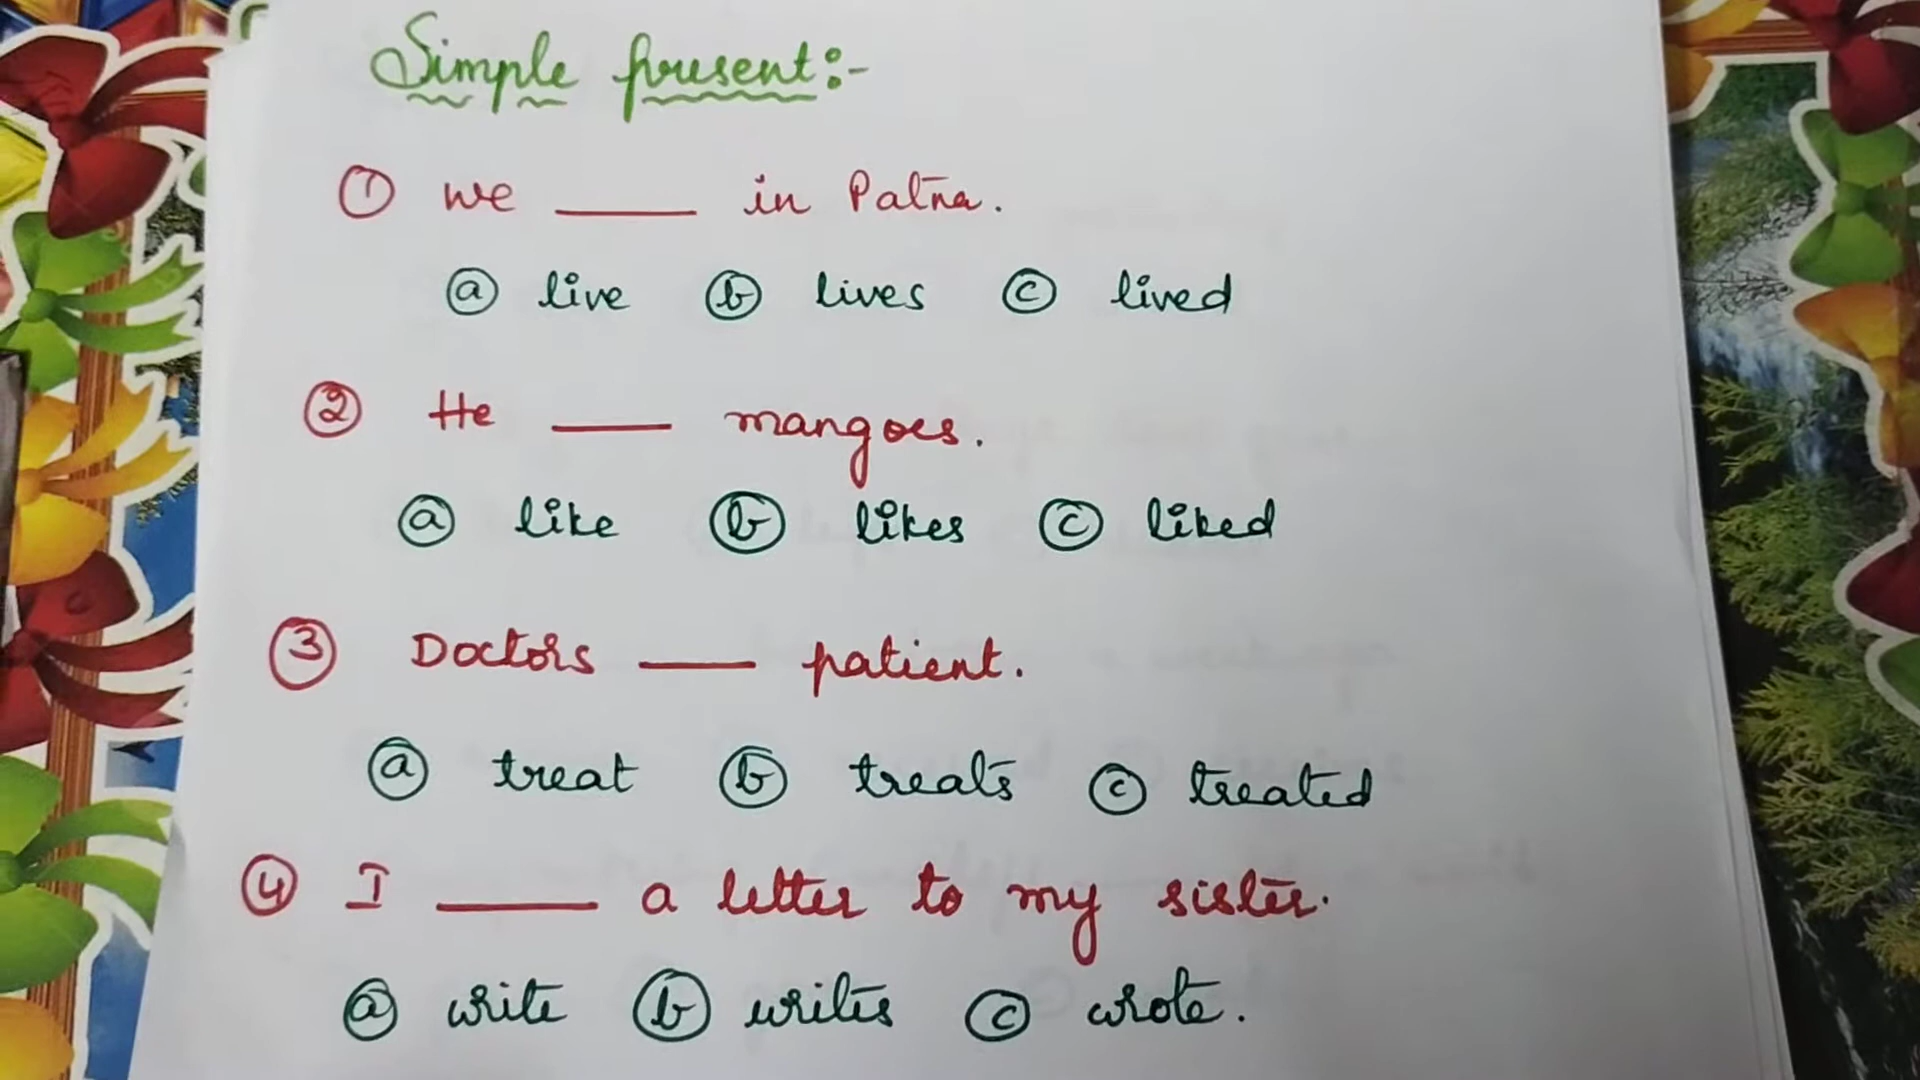 Simple present:-
① We ____ in Patna.
ⓐ live ⓑ lives ⓒ lived
② He ____ mangoes.
ⓐ like ⓑ likes ⓒ liked
③ Doctors ____ patient.
ⓐ treat ⓑ treats ⓒ treated
④ I ____ a letter to my sister.
ⓐ write ⓑ writes ⓒ wrote.